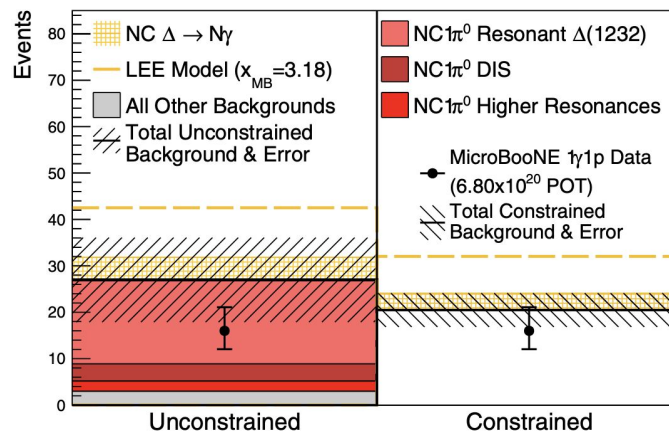 Events
80
70
60
50
40
30
20
10
0
NC Δ → Nγ
LEE Model (x_MB=3.18)
All Other Backgrounds
Total Unconstrained
Background & Error
NC1π⁰ Resonant Δ(1232)
NC1π⁰ DIS
NC1π⁰ Higher Resonances
MicroBooNE 1γ1p Data
(6.80x10²⁰ POT)
Total Constrained
Background & Error
Unconstrained
Constrained